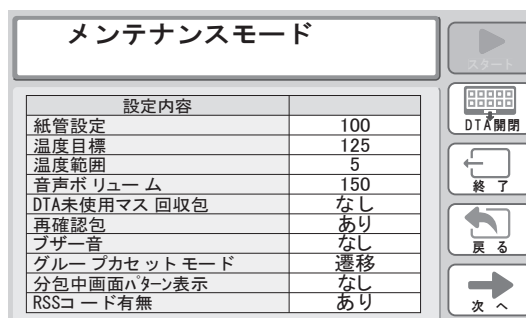 メンテナンスモード
スタート
設定内容
紙管設定 100
温度目標 125
温度範囲 5
音声ボリューム 150
DTA未使用マス回収包 なし
再確認包 あり
ブザー音 なし
グループカセットモード 遷移
分包中画面パターン表示 なし
RSSコード有無 あり
DTA開閉
終 了
戻 る
次 へ